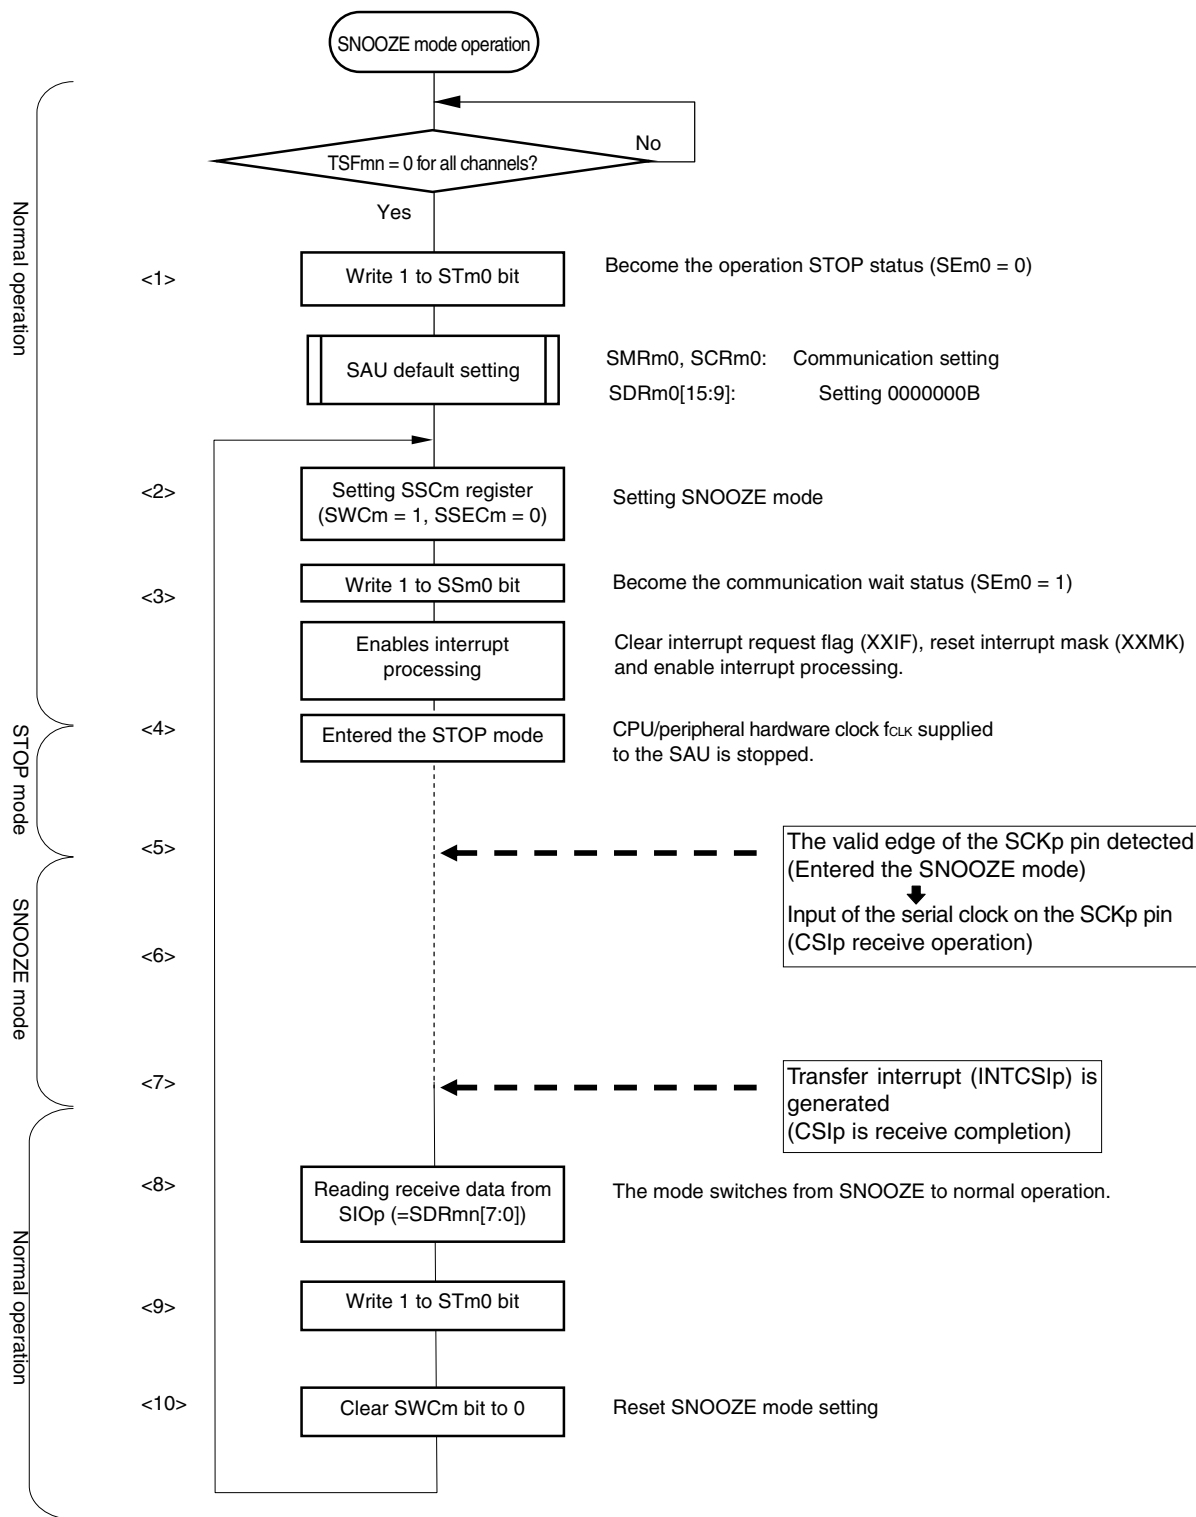 SNOOZE mode operation
No
TSFmn = 0 for all channels?
Yes
Normal operation
<1>
Write 1 to STm0 bit
Become the operation STOP status (SEm0 = 0)
SAU default setting
SMRm0, SCRm0: Communication setting
SDRm0[15:9]: Setting 0000000B
<2>
Setting SSCm register
(SWCm = 1, SSECm = 0)
Setting SNOOZE mode
<3>
Write 1 to SSm0 bit
Become the communication wait status (SEm0 = 1)
Enables interrupt
processing
Clear interrupt request flag (XXIF), reset interrupt mask (XXMK)
and enable interrupt processing.
<4>
Entered the STOP mode
CPU/peripheral hardware clock fCLK supplied
to the SAU is stopped.
STOP mode
<5>
The valid edge of the SCKp pin detected
(Entered the SNOOZE mode)
Input of the serial clock on the SCKp pin
(CSIp receive operation)
SNOOZE mode
<6>
<7>
Transfer interrupt (INTCSIp) is
generated
(CSIp is receive completion)
<8>
Reading receive data from
SIOp (=SDRmn[7:0])
The mode switches from SNOOZE to normal operation.
Normal operation
<9>
Write 1 to STm0 bit
<10>
Clear SWCm bit to 0
Reset SNOOZE mode setting